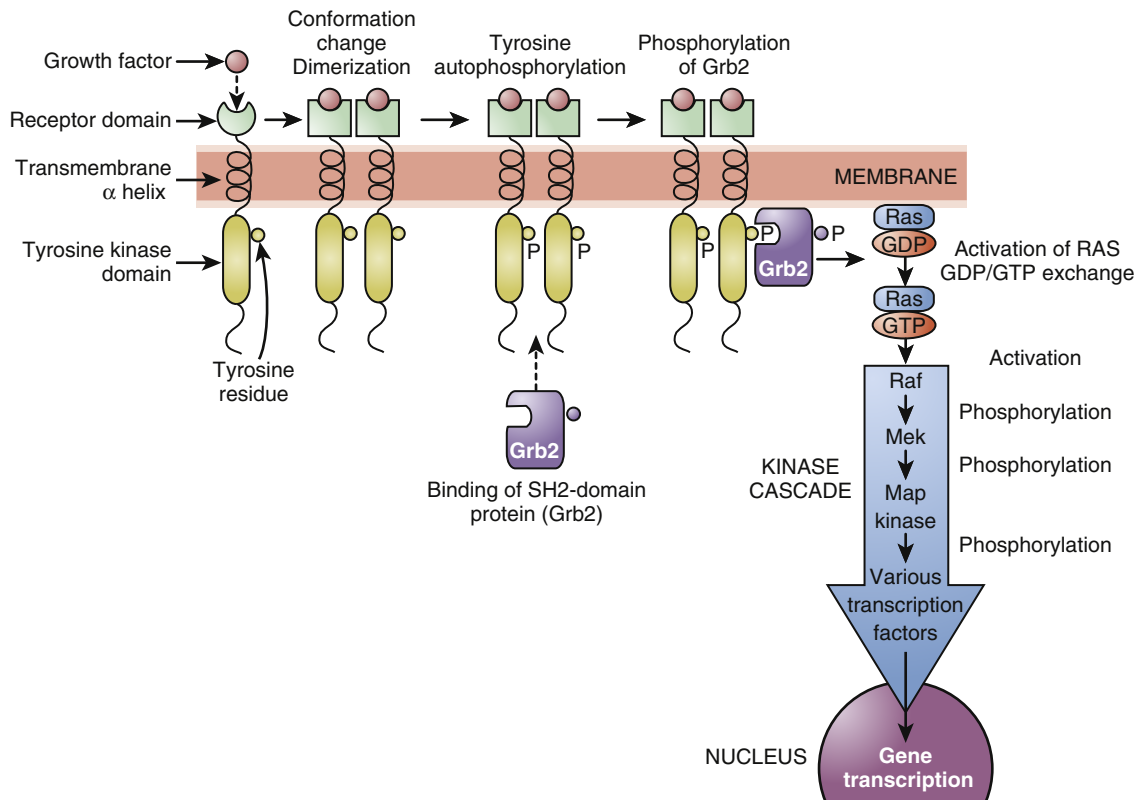 Growth factor
Receptor domain
Transmembrane
α helix
Tyrosine kinase
domain
Tyrosine
residue
Conformation
change
Dimerization
Tyrosine
autophosphorylation
Phosphorylation
of Grb2
MEMBRANE
P
P
P
P
Grb2
P
Grb2
Binding of SH2-domain
protein (Grb2)
Ras
GDP
Activation of RAS
GDP/GTP exchange
Ras
GTP
Activation
Raf
Phosphorylation
Mek
Phosphorylation
KINASE
CASCADE
Map
kinase
Phosphorylation
Various
transcription
factors
NUCLEUS
Gene
transcription